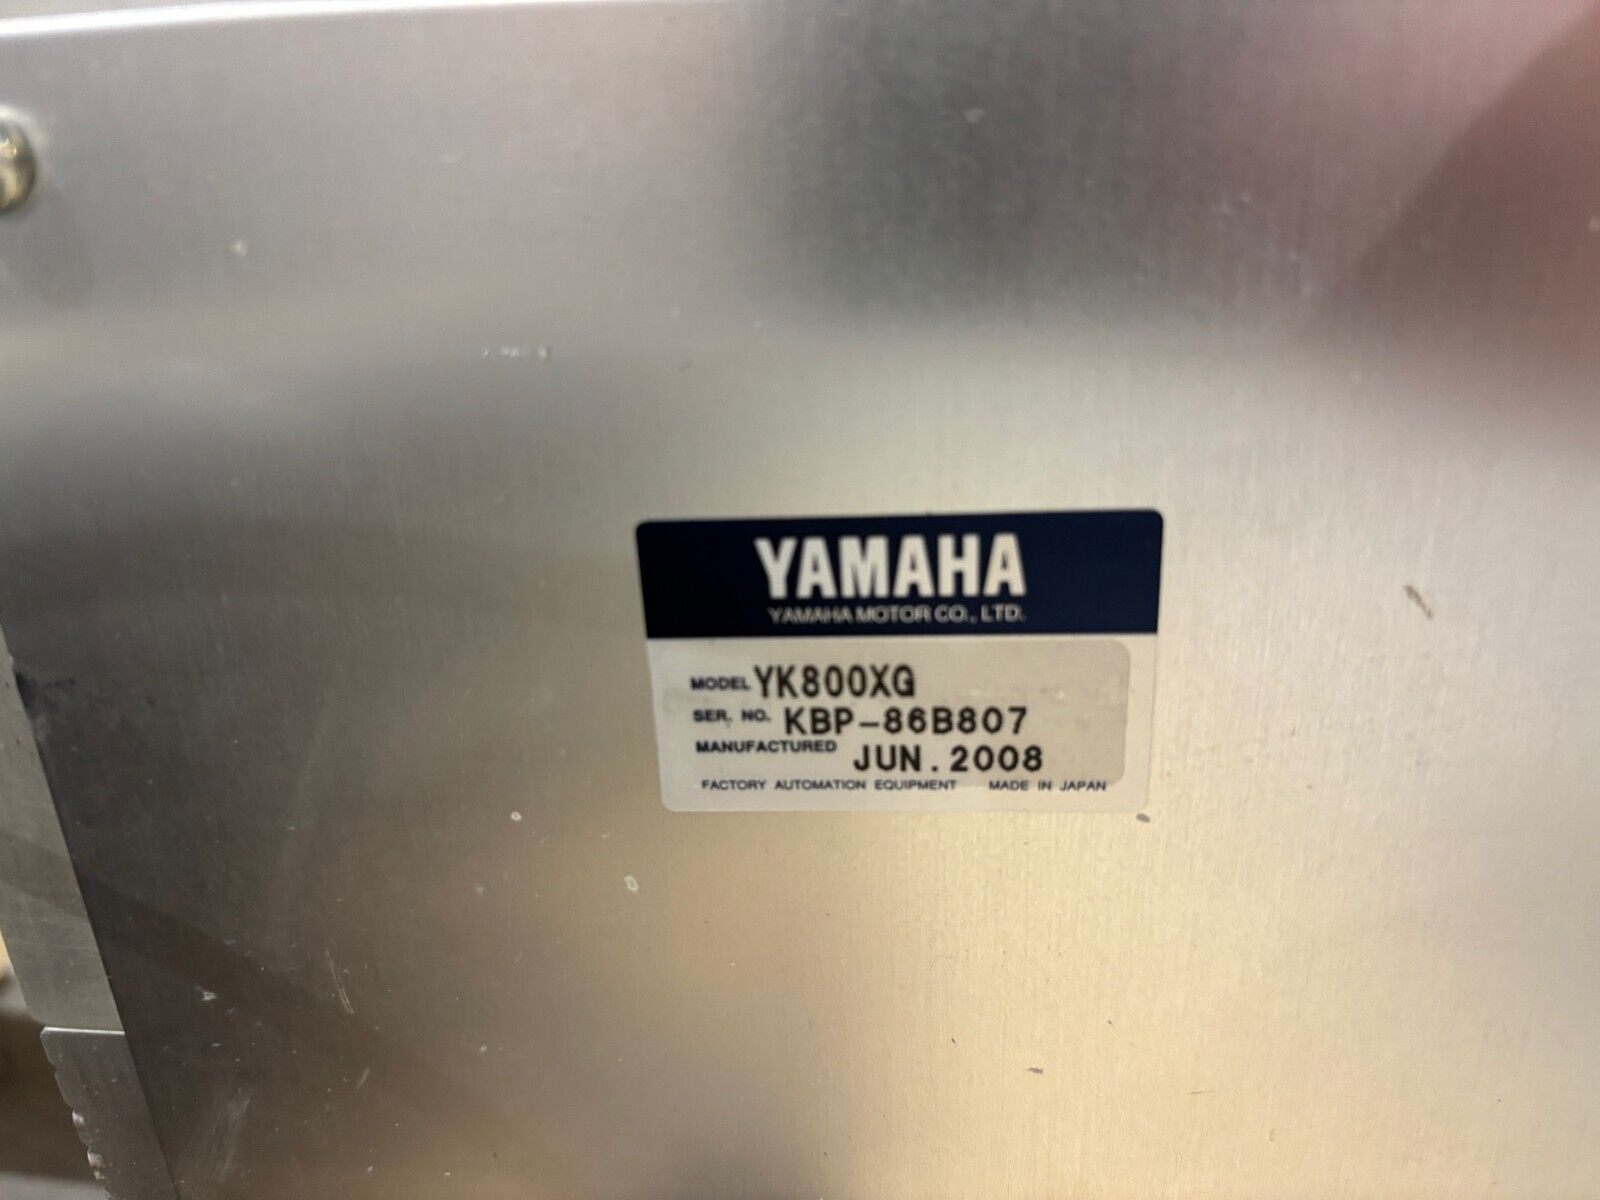 YAMAHA
YAMAHA MOTOR CO., LTD.
MODEL YK800XG
SER. NO. KBP-86B807
MANUFACTURED JUN. 2008
FACTORY AUTOMATION EQUIPMENT MADE IN JAPAN